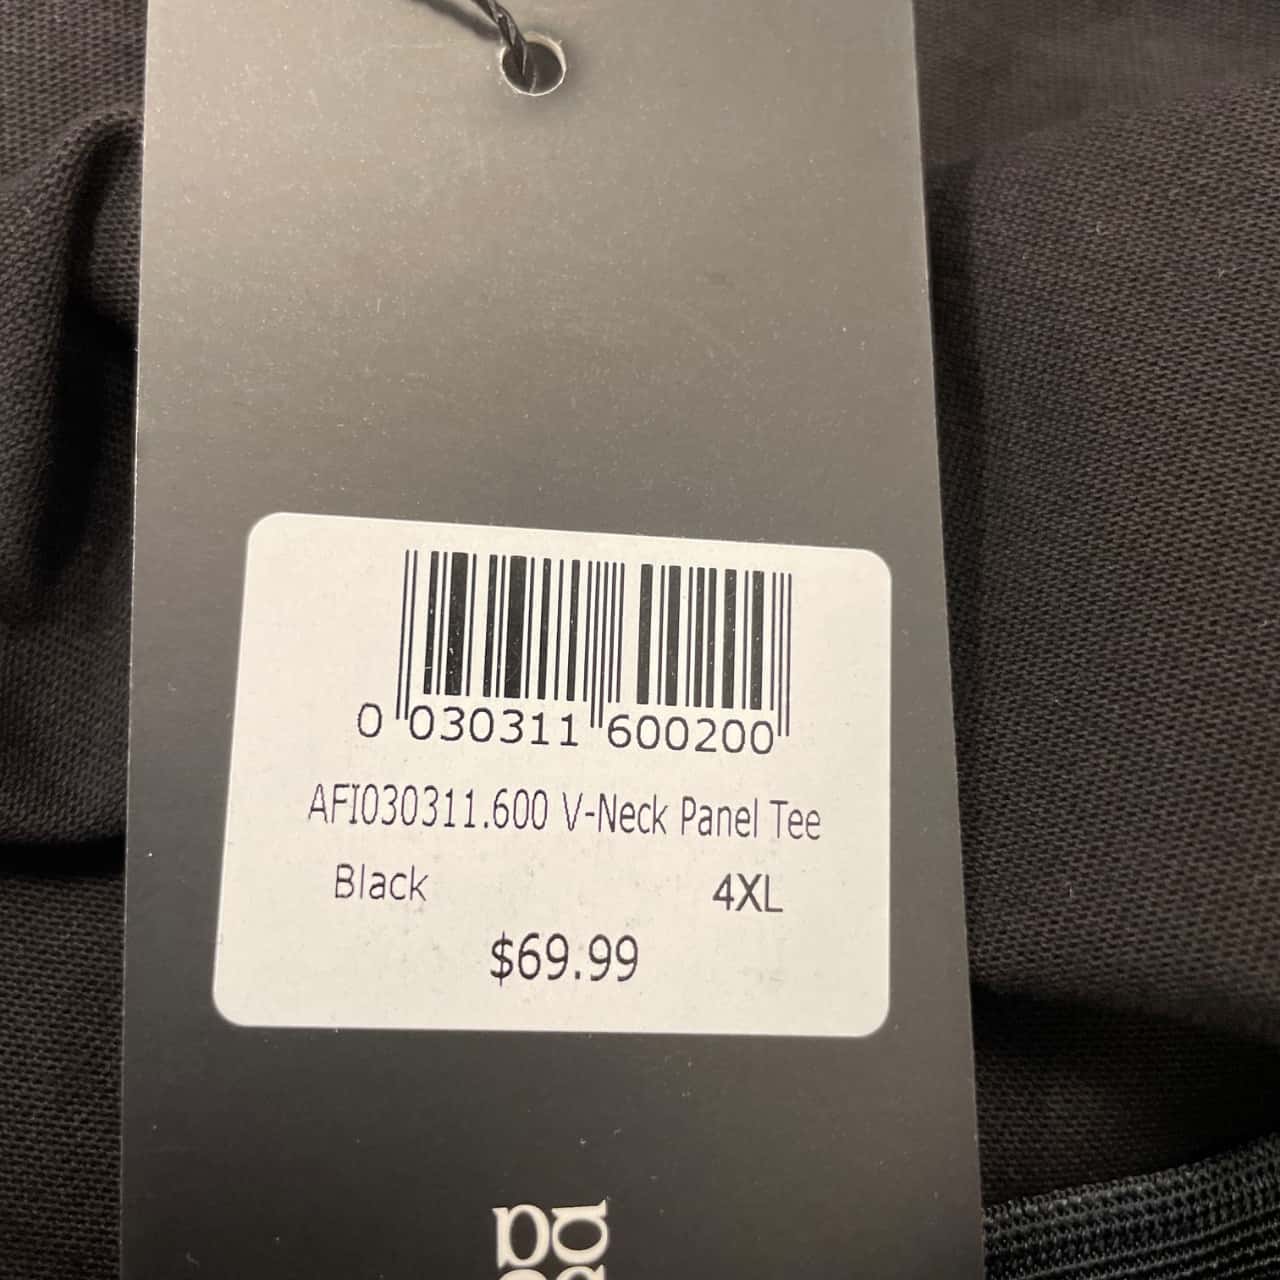 0 030311 600200
AFI030311.600 V-Neck Panel Tee
Black 4XL
$69.99